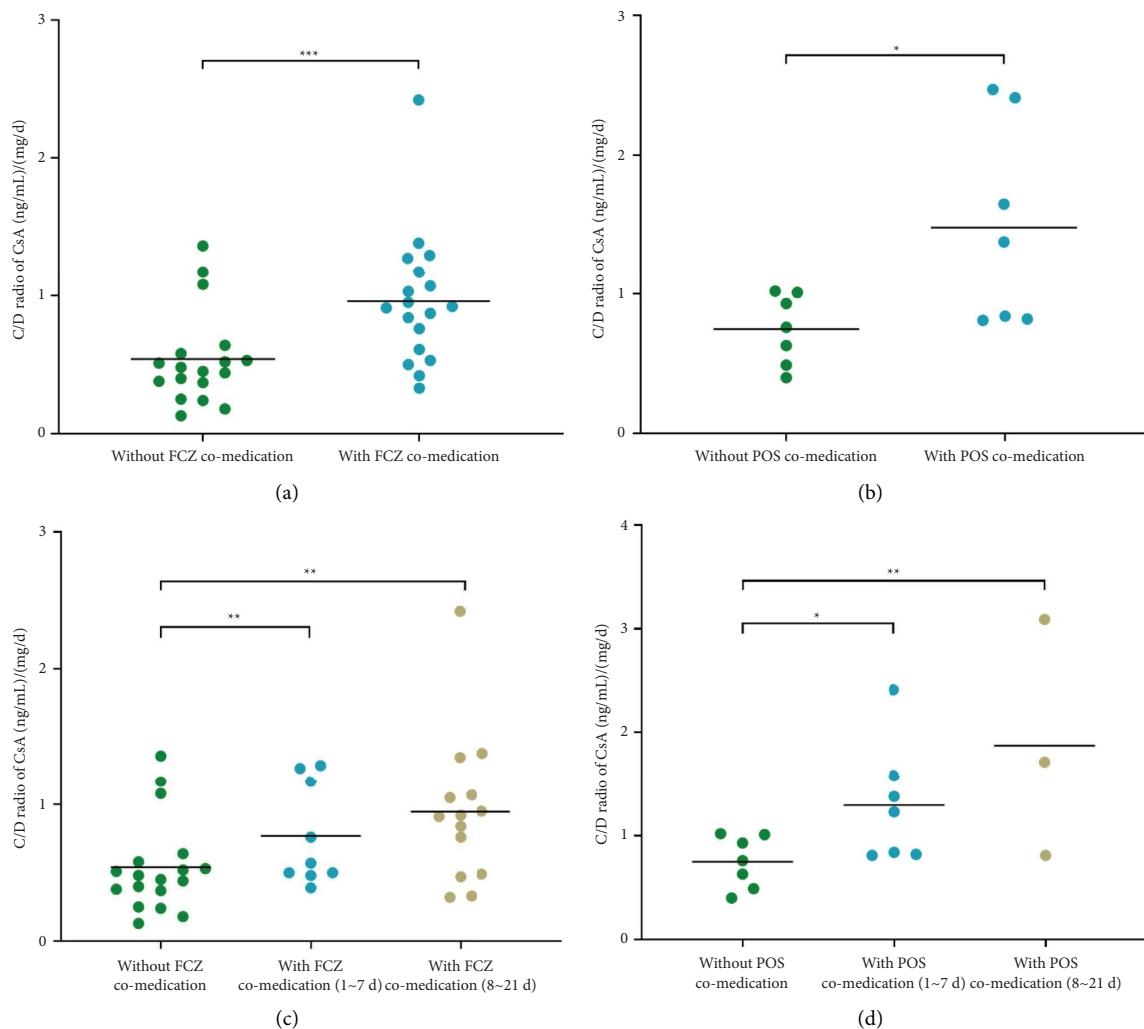 3
***
2
1
0
C/D radio of CsA (ng/mL)/(mg/d)
Without FCZ co-medication
With FCZ co-medication
(a)
3
*
2
1
0
C/D radio of CsA (ng/mL)/(mg/d)
Without POS co-medication
With POS co-medication
(b)
3
**
**
2
1
0
C/D radio of CsA (ng/mL)/(mg/d)
Without FCZ
co-medication
With FCZ
co-medication (1~7 d)
With FCZ
co-medication (8~21 d)
(c)
4
**
*
3
2
1
0
C/D radio of CsA (ng/mL)/(mg/d)
Without POS
co-medication
With POS
co-medication (1~7 d)
With POS
co-medication (8~21 d)
(d)